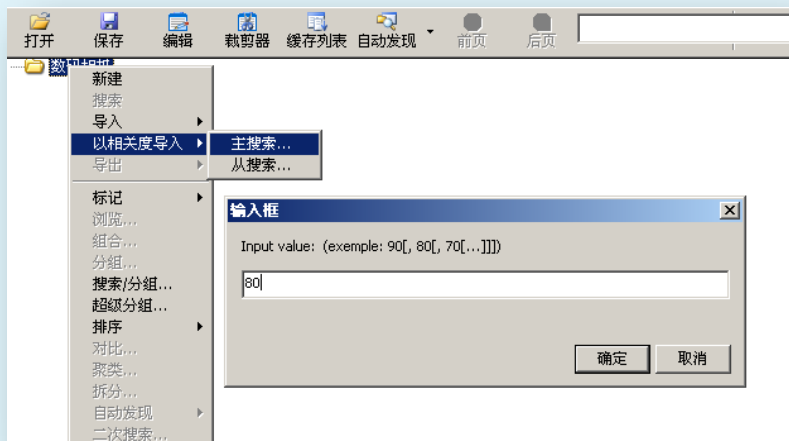 打开 保存 编辑 裁剪器 缓存列表 自动发现 前页 后页
新建
搜索
导入
以相关度导入
主搜索...
导出
从搜索...
标记
浏览...
组合...
分组...
搜索/分组...
超级分组...
排序
对比...
聚类...
拆分...
自动发现
二次搜索...
输入框
Input value: (exemple: 90[, 80[, 70[...]]])
80
确定 取消